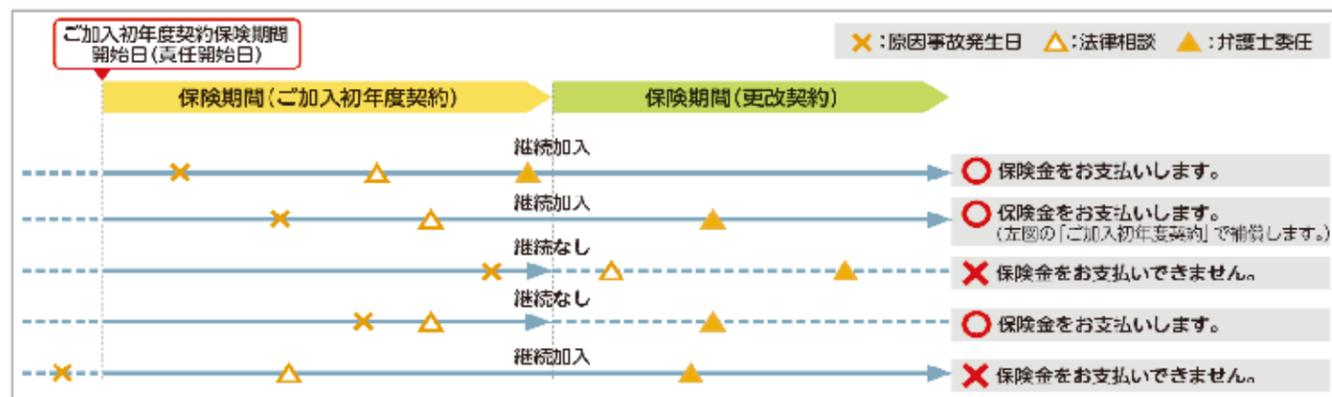 ご加入初年度契約保険期間
開始日(責任開始日)
×:原因事故発生日 △:法律相談 ▲:弁護士委任
保険期間(ご加入初年度契約)
保険期間(更改契約)
継続加入
保険金をお支払いします。
継続加入
保険金をお支払いします。
(左図の「ご加入初年度契約」で補償します。)
継続なし
保険金をお支払いできません。
継続なし
保険金をお支払いします。
継続加入
保険金をお支払いできません。